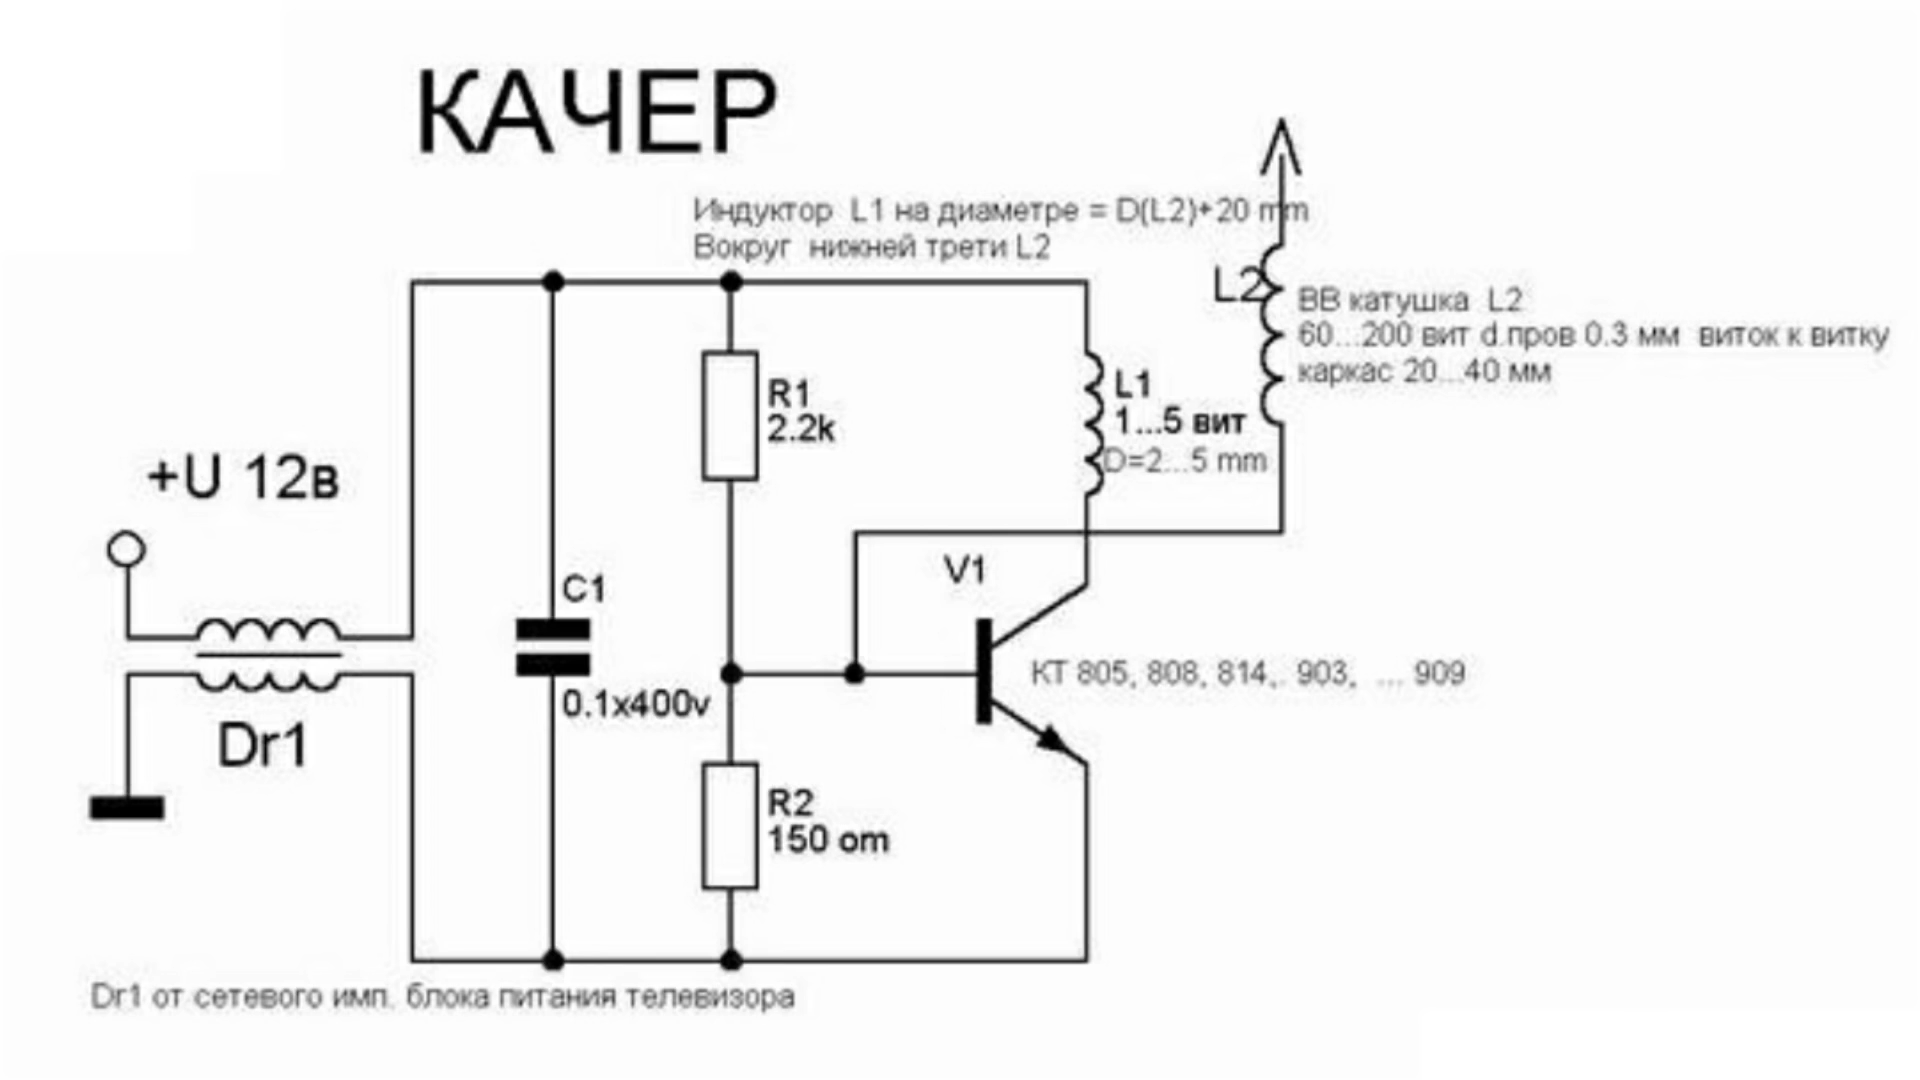 КАЧЕР
Индуктор L1 на диаметре = D(L2)+20 mm
Вокруг нижней трети L2
L2
ВВ катушка L2
60...200 вит d.пров 0.3 мм виток к витку
каркас 20...40 мм
R1
2.2k
L1
1...5 вит
D=2...5 mm
+U 12в
C1
0.1x400v
V1
КТ 805, 808, 814,. 903, ... 909
Dr1
R2
150 om
Dr1 от сетевого имп. блока питания телевизора